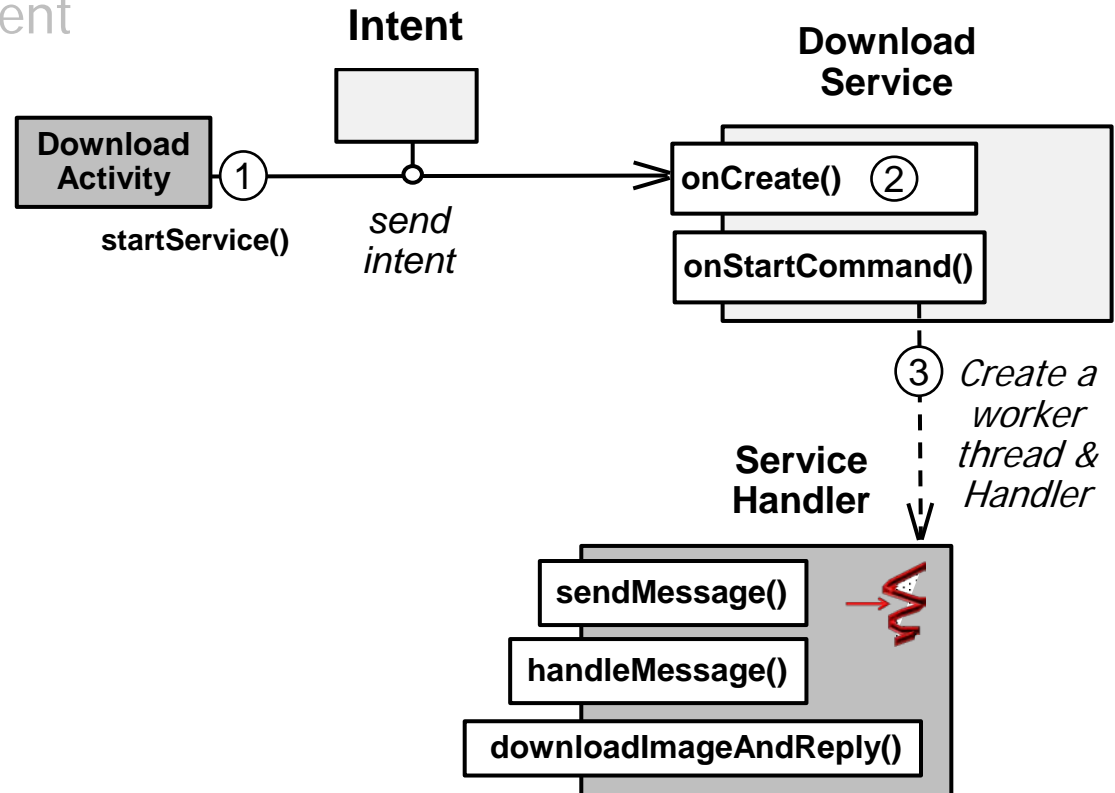 Intent
Download
Service
Download
Activity
1
startService()
send
intent
onCreate()
2
onStartCommand()
3
Create a
worker
thread &
Handler
Service
Handler
sendMessage()
handleMessage()
downloadImageAndReply()